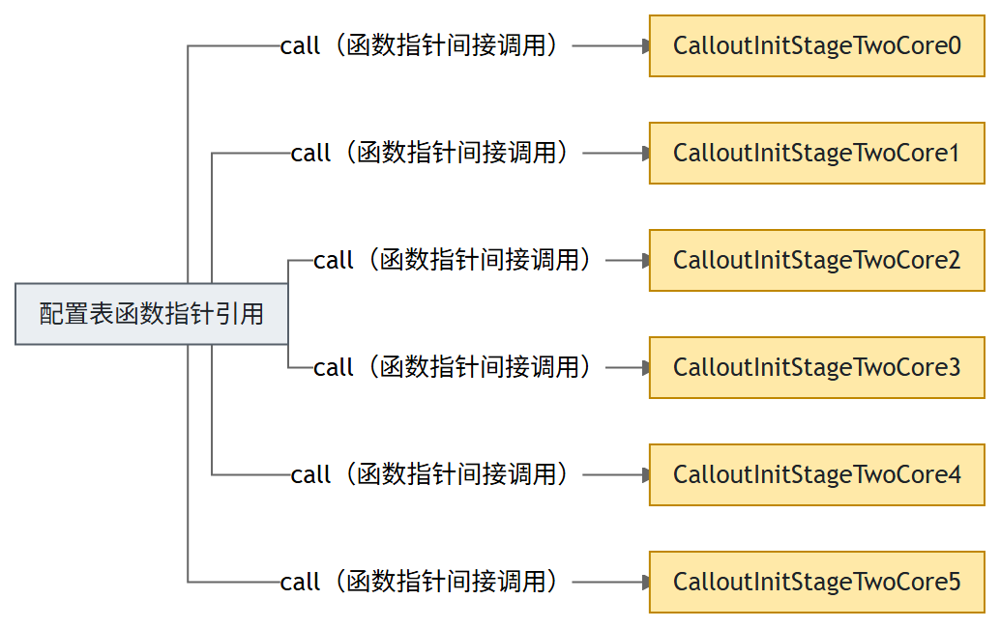 call（函数指针间接调用）
CalloutInitStageTwoCore0
call（函数指针间接调用）
CalloutInitStageTwoCore1
call（函数指针间接调用）
CalloutInitStageTwoCore2
配置表函数指针引用
call（函数指针间接调用）
CalloutInitStageTwoCore3
call（函数指针间接调用）
CalloutInitStageTwoCore4
call（函数指针间接调用）
CalloutInitStageTwoCore5